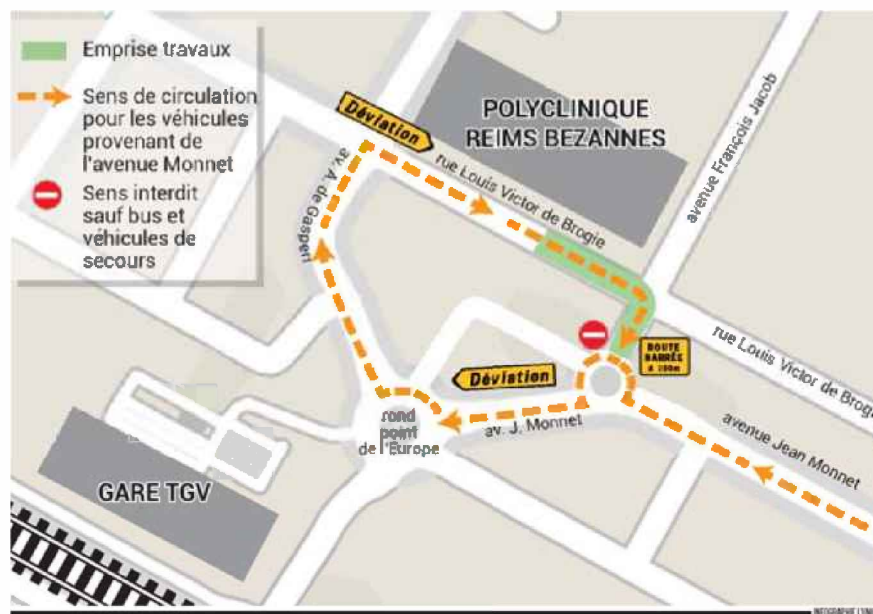 Emprise travaux
Sens de circulation
pour les véhicules
provenant de
l'avenue Monnet
Sens interdit
sauf bus et
véhicules de
secours
Déviation
POLYCLINIQUE
REIMS BEZANNES
rue Louis Victor de Brogie
avenue François Jacob
av. A. de Gasperi
ROUTE
BARRÉE
à 200m
rue Louis Victor de Brogie
Déviation
av. J. Monnet
avenue Jean Monnet
rond
point
de l'Europe
GARE TGV